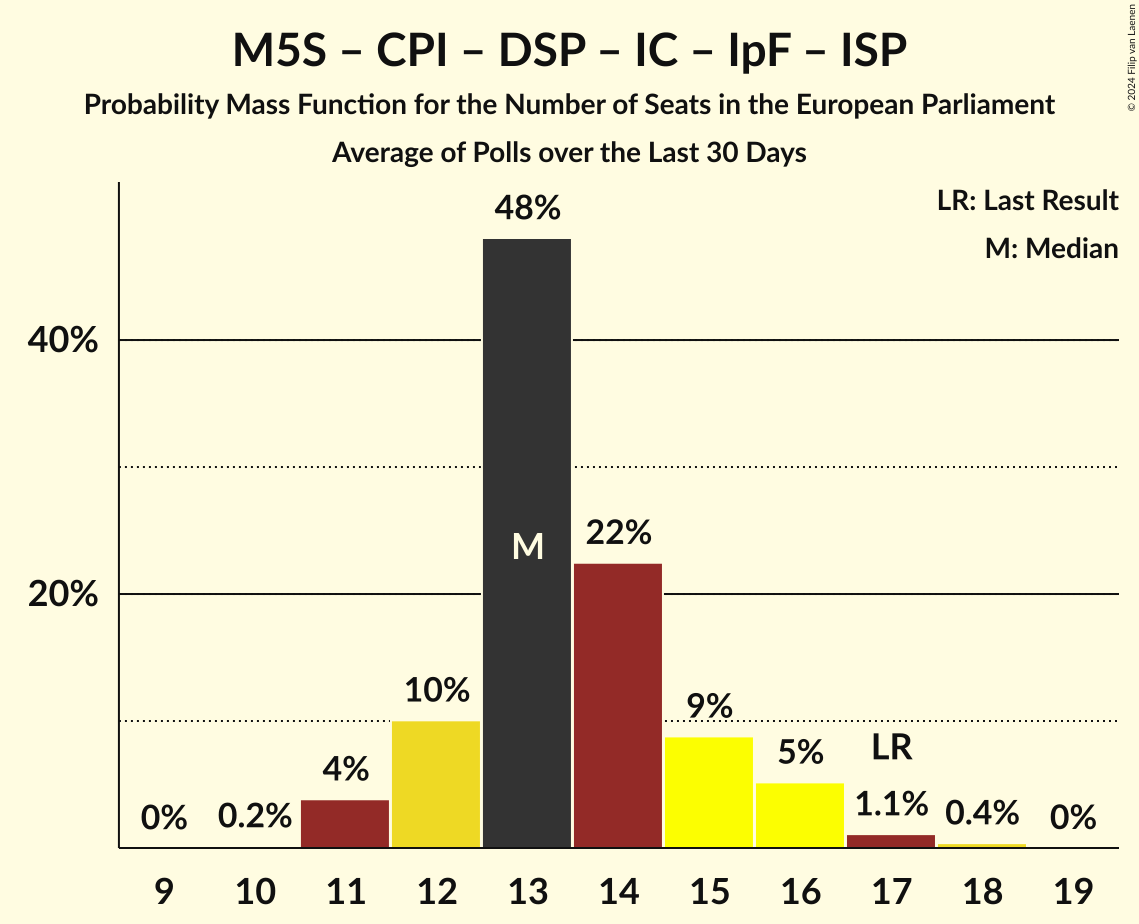 M5S – CPI – DSP – IC – IpF – ISP
Probability Mass Function for the Number of Seats in the European Parliament
Average of Polls over the Last 30 Days
© 2024 Filip van Laenen
LR: Last Result
M: Median
40%
20%
0%
0.2%
4%
10%
48%
M
22%
9%
5%
LR
1.1%
0.4%
0%
9 10 11 12 13 14 15 16 17 18 19